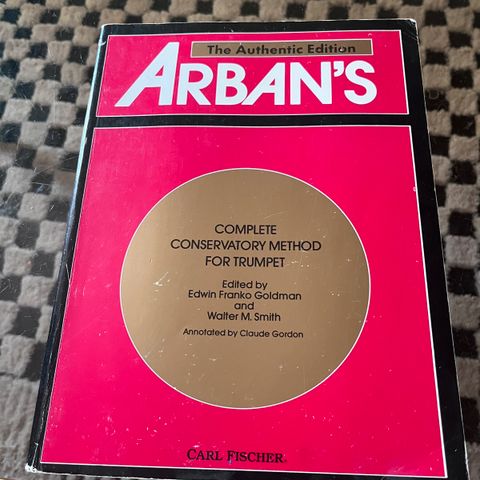 The Authentic Edition
ARBAN'S
COMPLETE
CONSERVATORY METHOD
FOR TRUMPET
Edited by
Edwin Franko Goldman
and
Walter M. Smith
Annotated by Claude Gordon
CARL FISCHER®